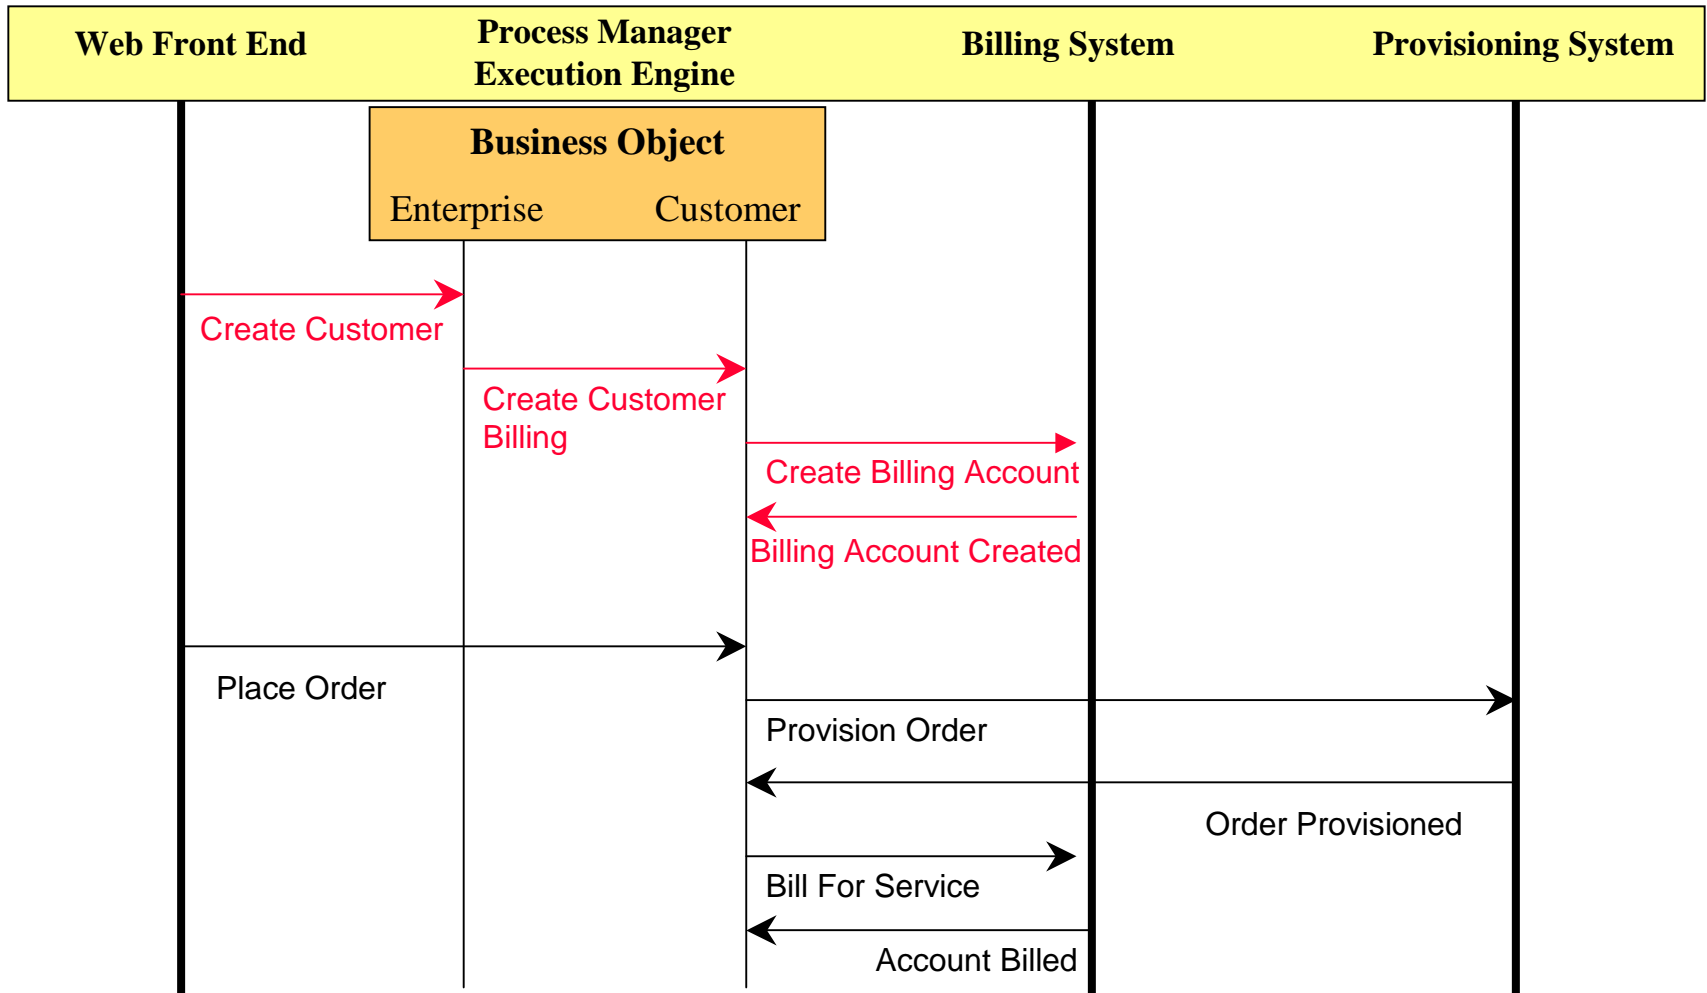 Web Front End
Process Manager
Execution Engine
Billing System
Provisioning System
Business Object
Enterprise
Customer
Create Customer
Create Customer
Billing
Create Billing Account
Billing Account Created
Place Order
Provision Order
Order Provisioned
Bill For Service
Account Billed